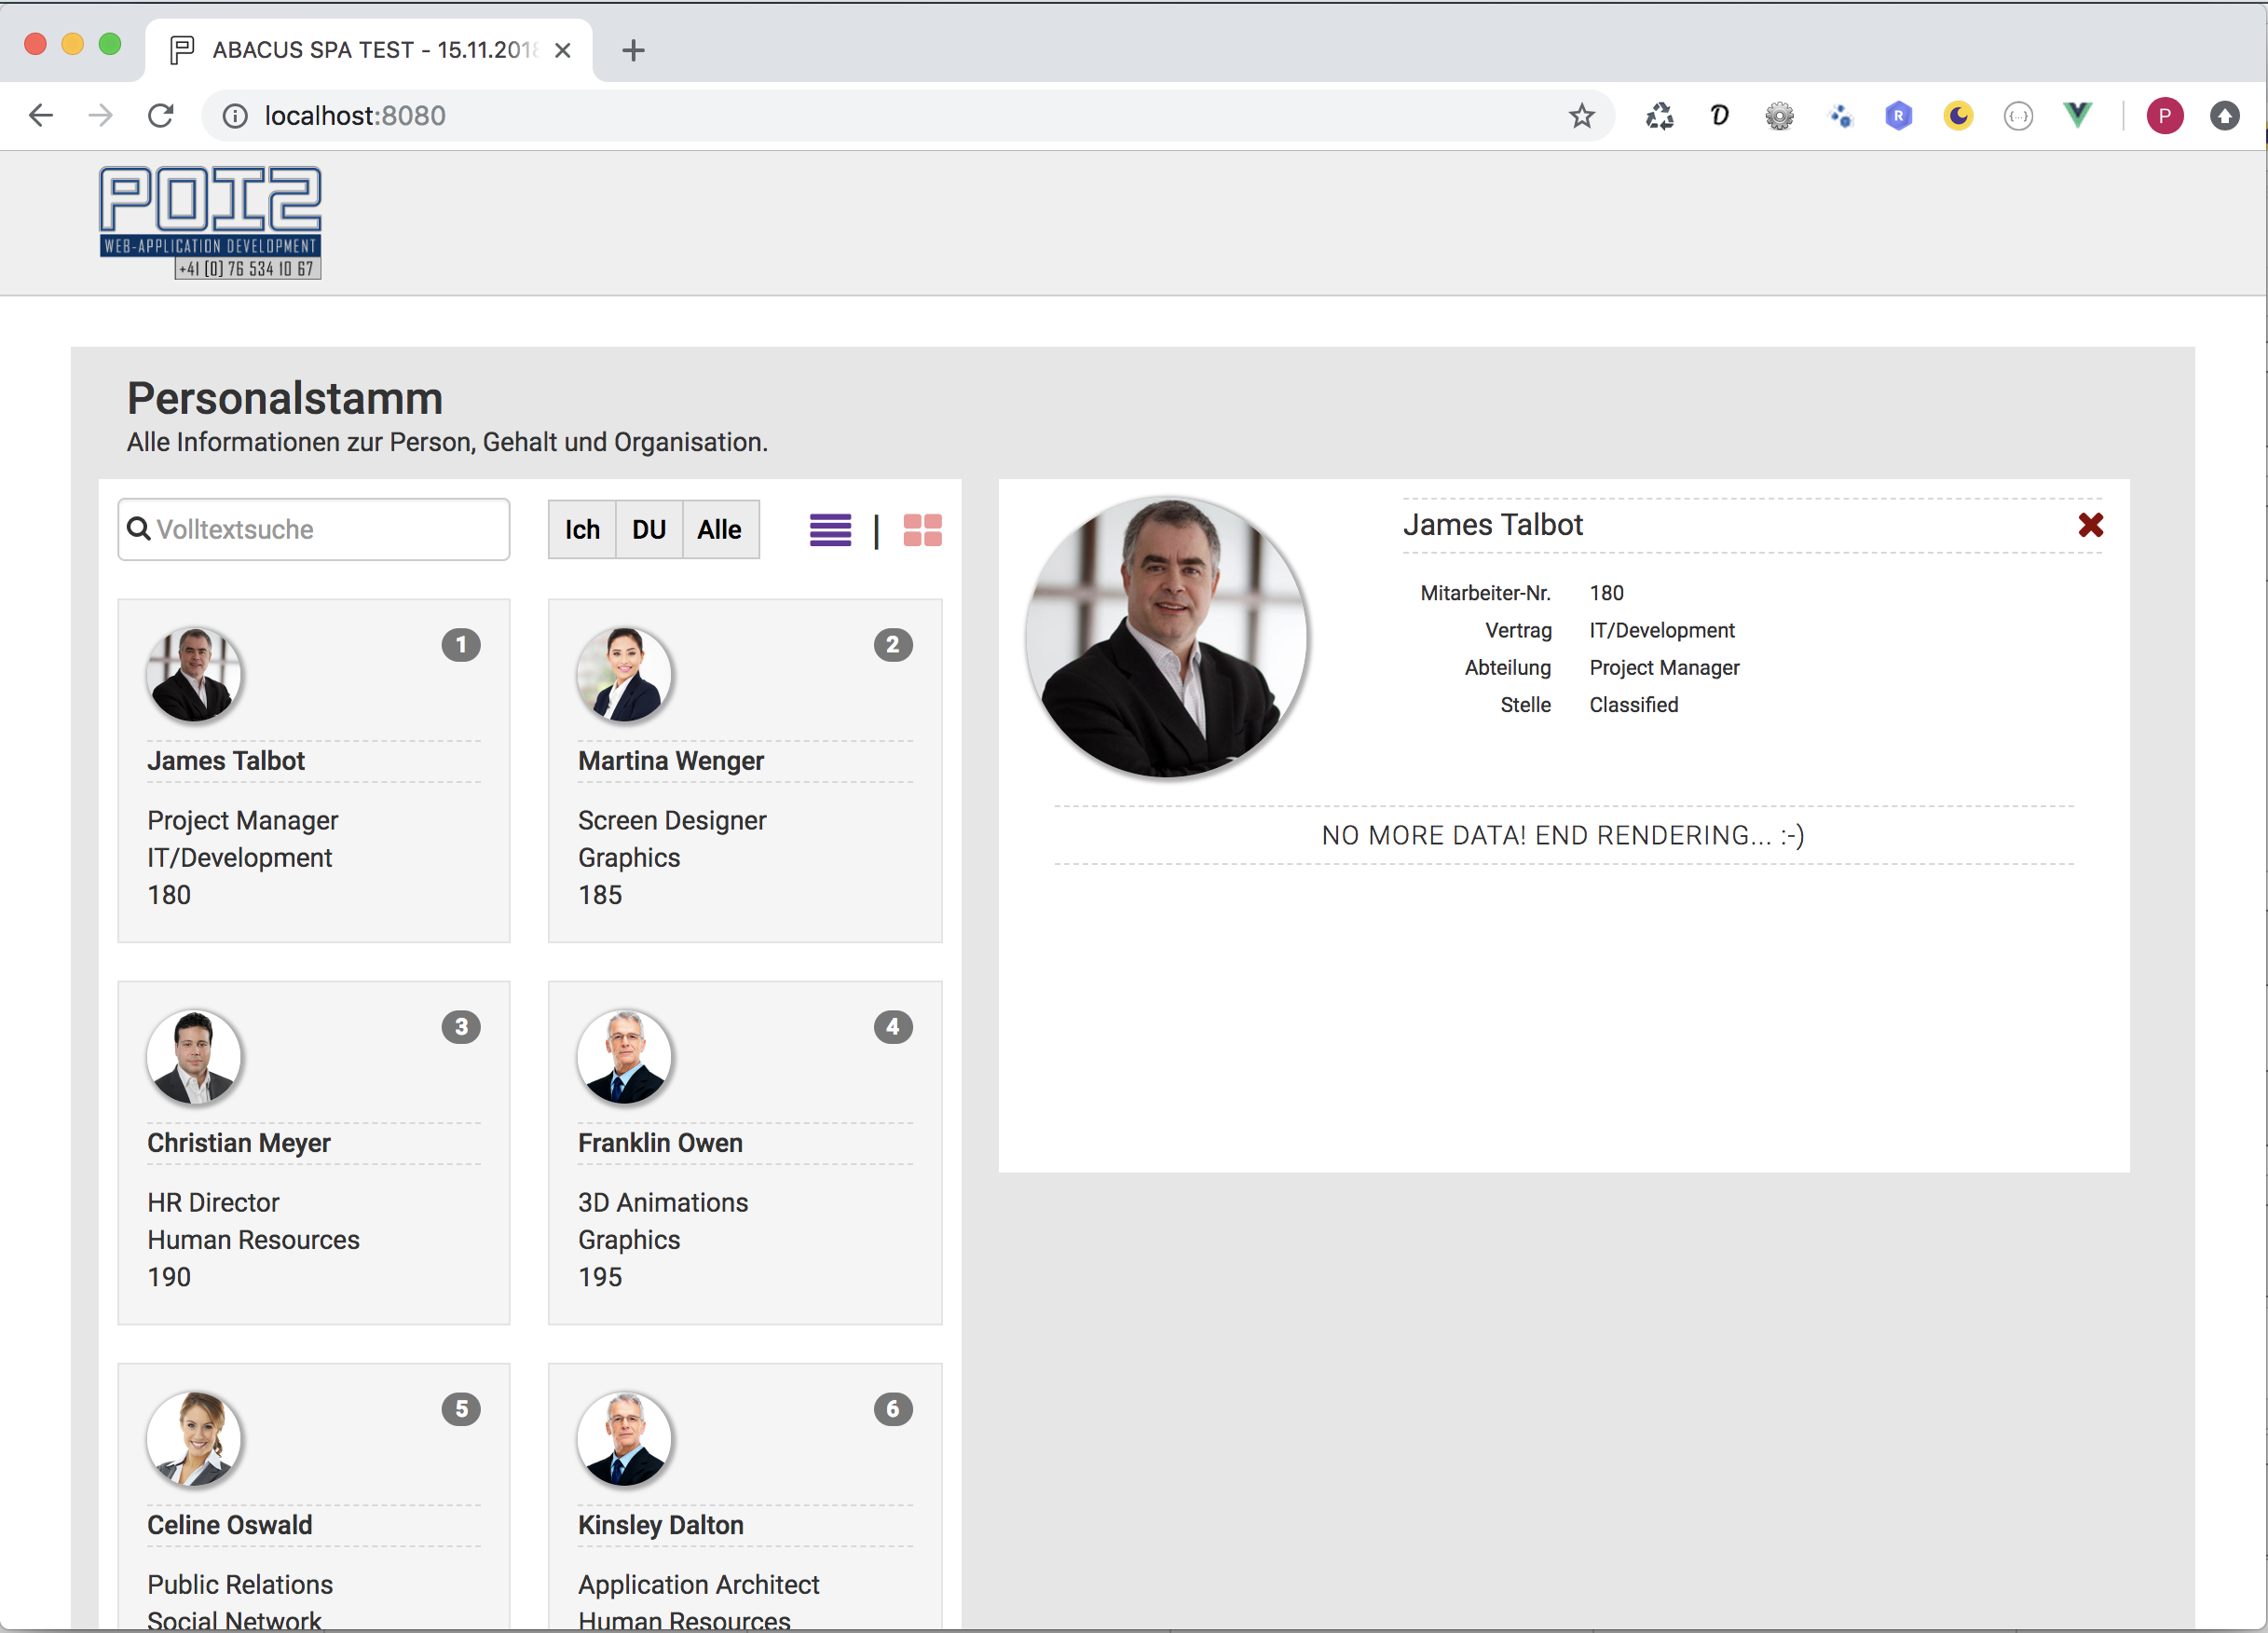 ABACUS SPA TEST - 15.11.2018
localhost:8080
R
{...}
P
POIZ
WEB-APPLICATION DEVELOPMENT
+41 [0] 76 534 10 67
Personalstamm
Alle Informationen zur Person, Gehalt und Organisation.
Volltextsuche
Ich DU Alle |
1
James Talbot
Project Manager
IT/Development
180
2
Martina Wenger
Screen Designer
Graphics
185
3
Christian Meyer
HR Director
Human Resources
190
4
Franklin Owen
3D Animations
Graphics
195
5
Celine Oswald
Public Relations
Social Network
6
Kinsley Dalton
Application Architect
Human Resources
James Talbot
Mitarbeiter-Nr. 180
Vertrag IT/Development
Abteilung Project Manager
Stelle Classified
NO MORE DATA! END RENDERING... :-)